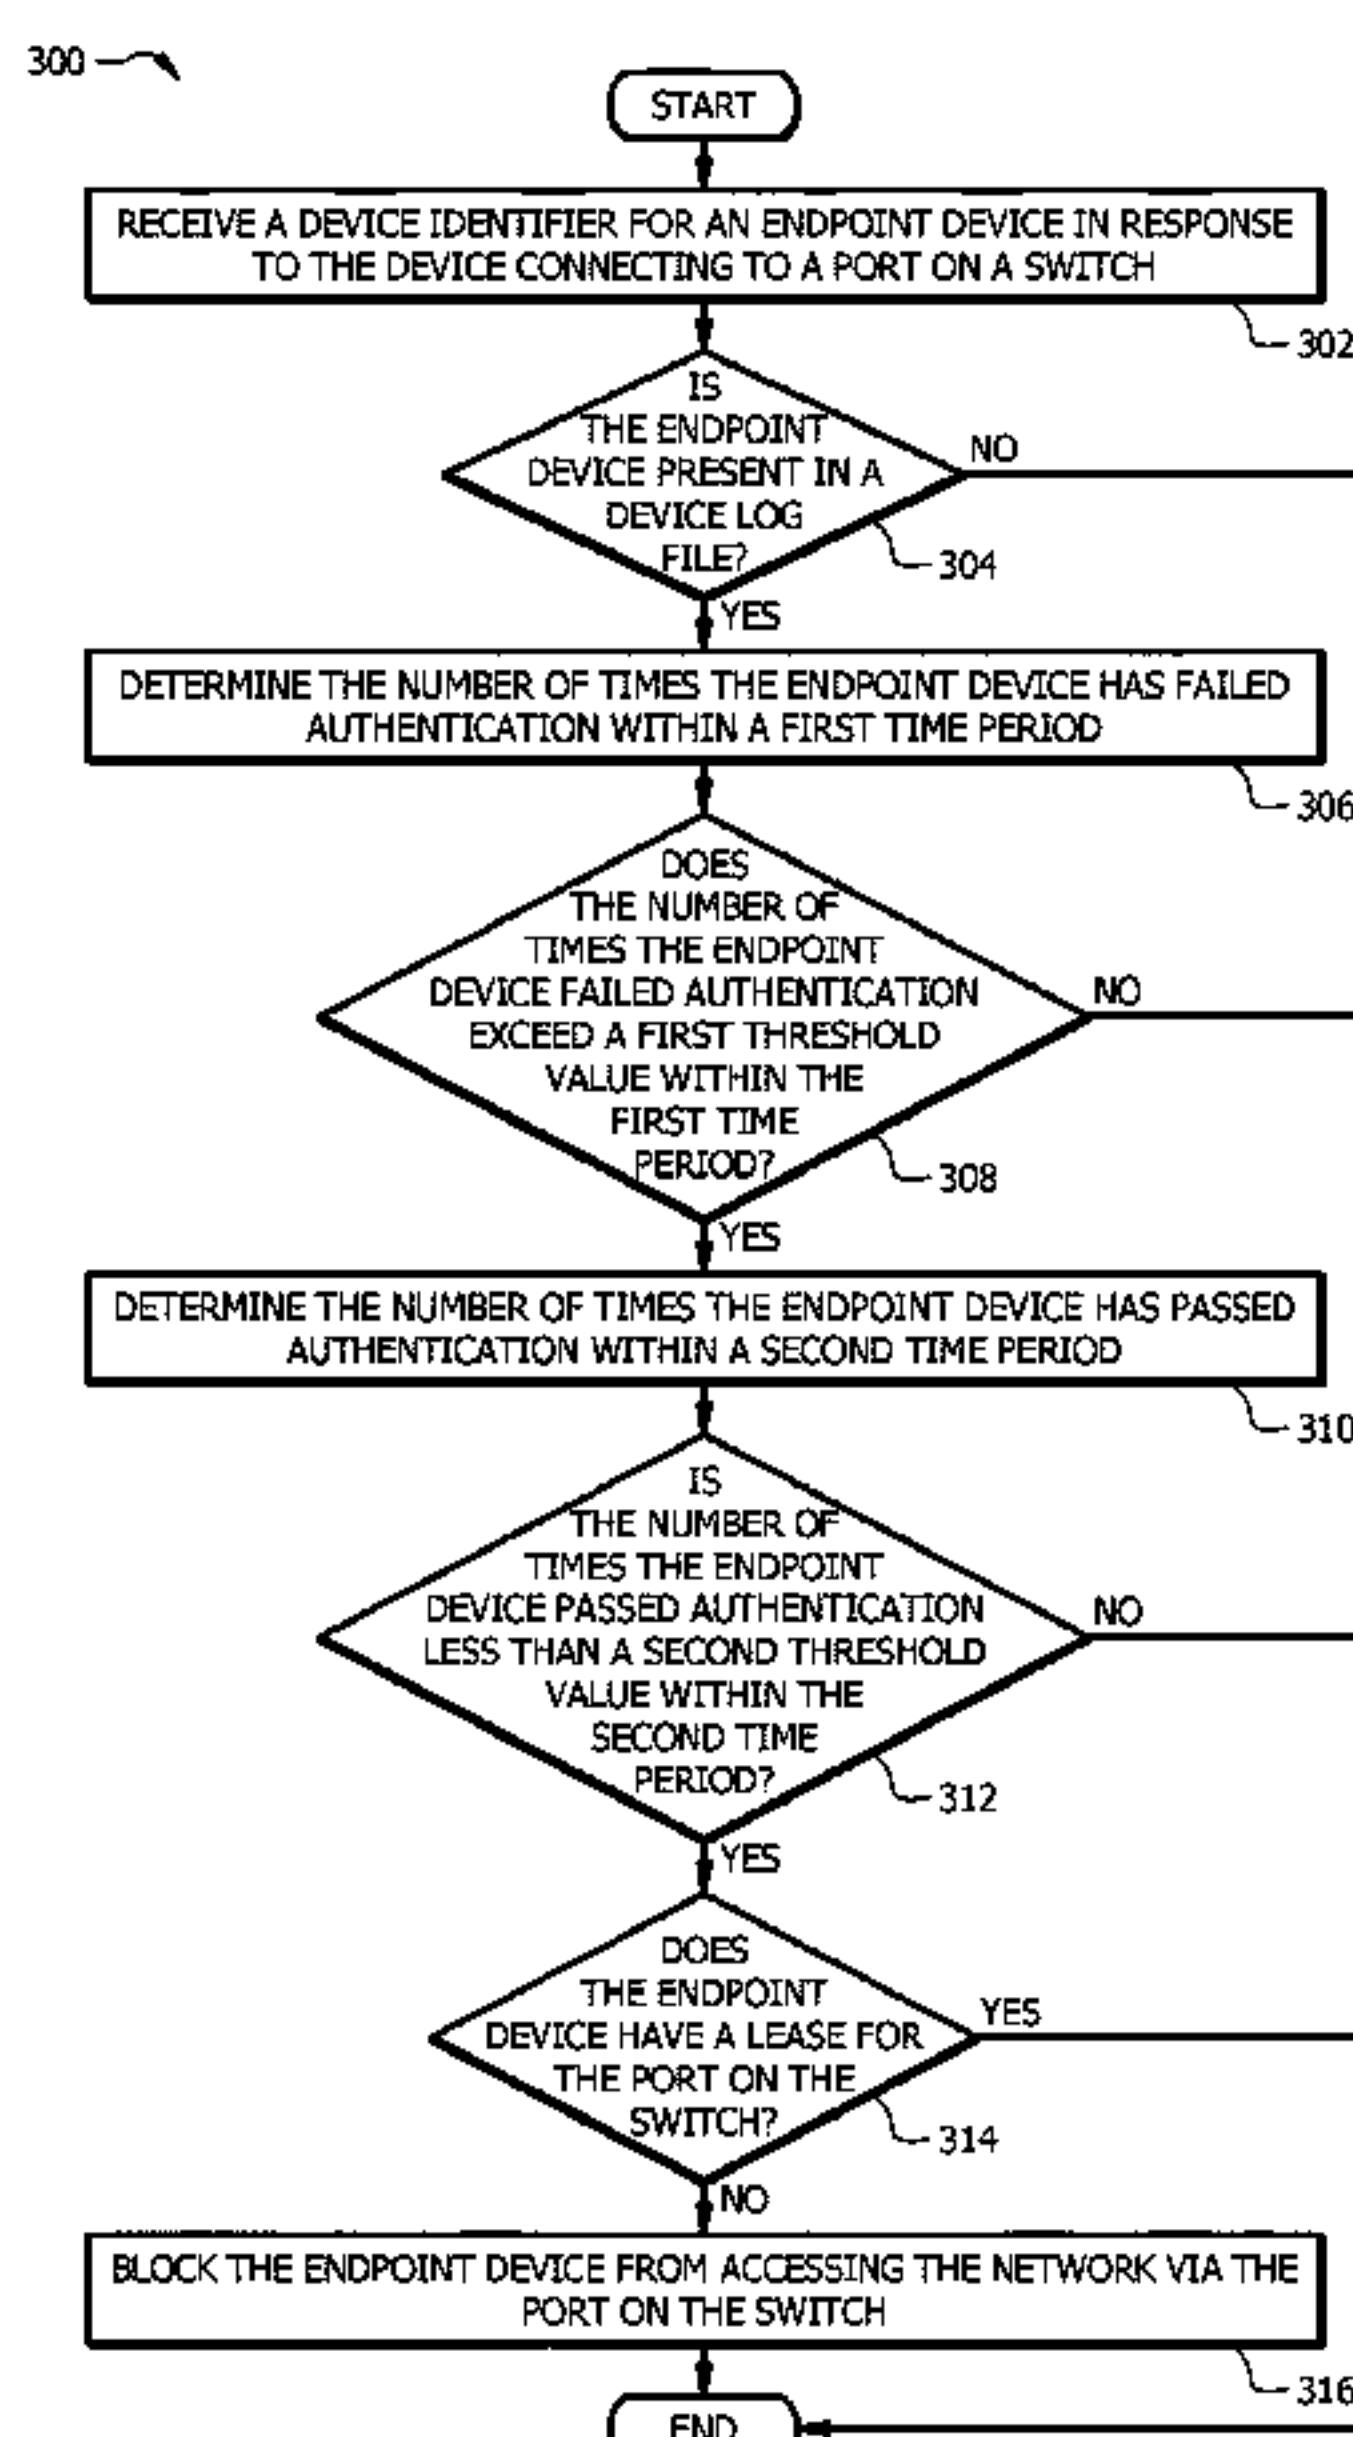 300
START
RECEIVE A DEVICE IDENTIFIER FOR AN ENDPOINT DEVICE IN RESPONSE
TO THE DEVICE CONNECTING TO A PORT ON A SWITCH
302
IS
THE ENDPOINT
DEVICE PRESENT IN A
DEVICE LOG
FILE?
NO
304
YES
DETERMINE THE NUMBER OF TIMES THE ENDPOINT DEVICE HAS FAILED
AUTHENTICATION WITHIN A FIRST TIME PERIOD
306
DOES
THE NUMBER OF
TIMES THE ENDPOINT
DEVICE FAILED AUTHENTICATION
EXCEED A FIRST THRESHOLD
VALUE WITHIN THE
FIRST TIME
PERIOD?
NO
308
YES
DETERMINE THE NUMBER OF TIMES THE ENDPOINT DEVICE HAS PASSED
AUTHENTICATION WITHIN A SECOND TIME PERIOD
310
IS
THE NUMBER OF
TIMES THE ENDPOINT
DEVICE PASSED AUTHENTICATION
LESS THAN A SECOND THRESHOLD
VALUE WITHIN THE
SECOND TIME
PERIOD?
NO
312
YES
DOES
THE ENDPOINT
DEVICE HAVE A LEASE FOR
THE PORT ON THE
SWITCH?
YES
314
NO
BLOCK THE ENDPOINT DEVICE FROM ACCESSING THE NETWORK VIA THE
PORT ON THE SWITCH
316
END